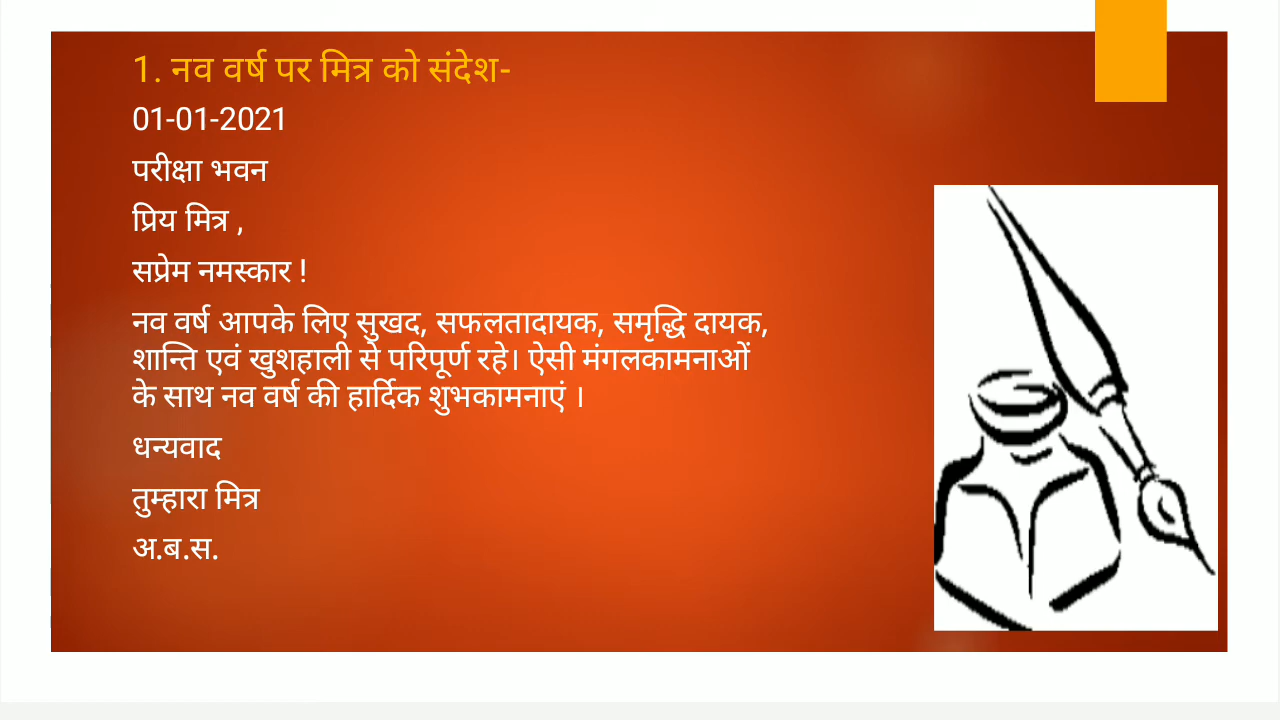 1. नव वर्ष पर मित्र को संदेश-
01-01-2021
परीक्षा भवन
प्रिय मित्र ,
सप्रेम नमस्कार !
नव वर्ष आपके लिए सुखद, सफलतादायक, समृद्धि दायक,
शान्ति एवं खुशहाली से परिपूर्ण रहे। ऐसी मंगलकामनाओं
के साथ नव वर्ष की हार्दिक शुभकामनाएं ।
धन्यवाद
तुम्हारा मित्र
अ.ब.स.